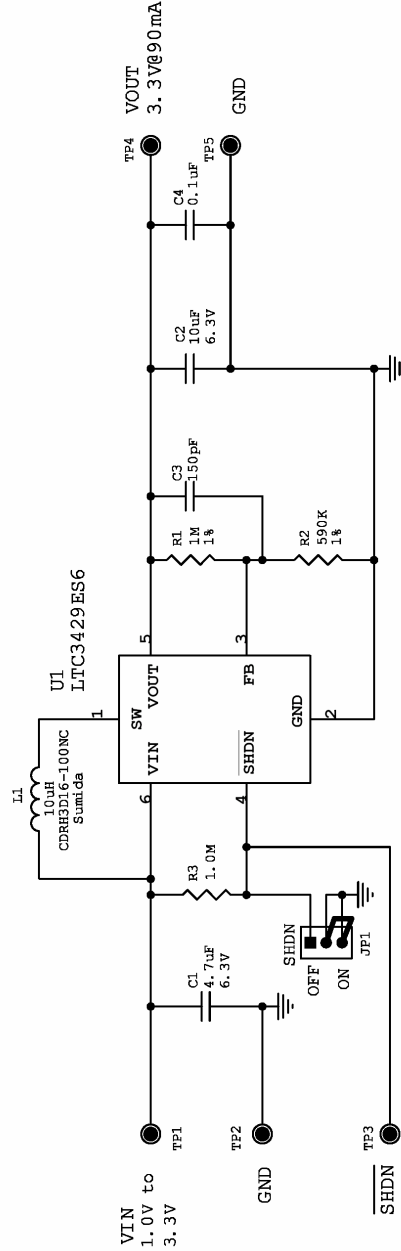 L1
10uH
CDRH3D16-100NC
Sumida
U1
LTC3429ES6
VIN
1.0V to
3.3V
TP1
C1
4.7uF
6.3V
R3
1.0M
6
1
5
VIN
SW
VOUT
SHDN
FB
GND
4
3
2
R1
1M
1%
C3
150pF
C2
10uF
6.3V
C4
0.1uF
TP4
VOUT
3.3V@90mA
GND
TP2
TP5
GND
R2
590K
1%
SHDN
OFF
ON
JP1
SHDN
TP3